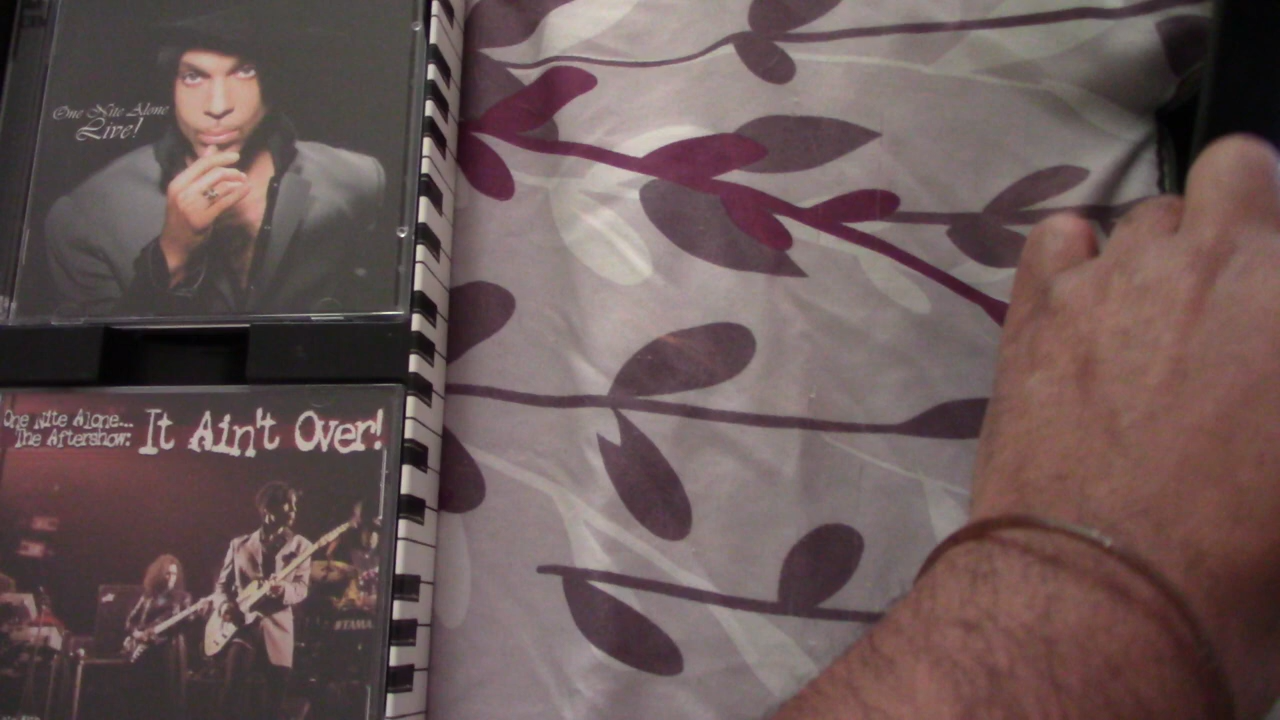 One Nite Alone
Live!
One Nite Alone...
The Aftershow: It Ain't Over!
TAMA